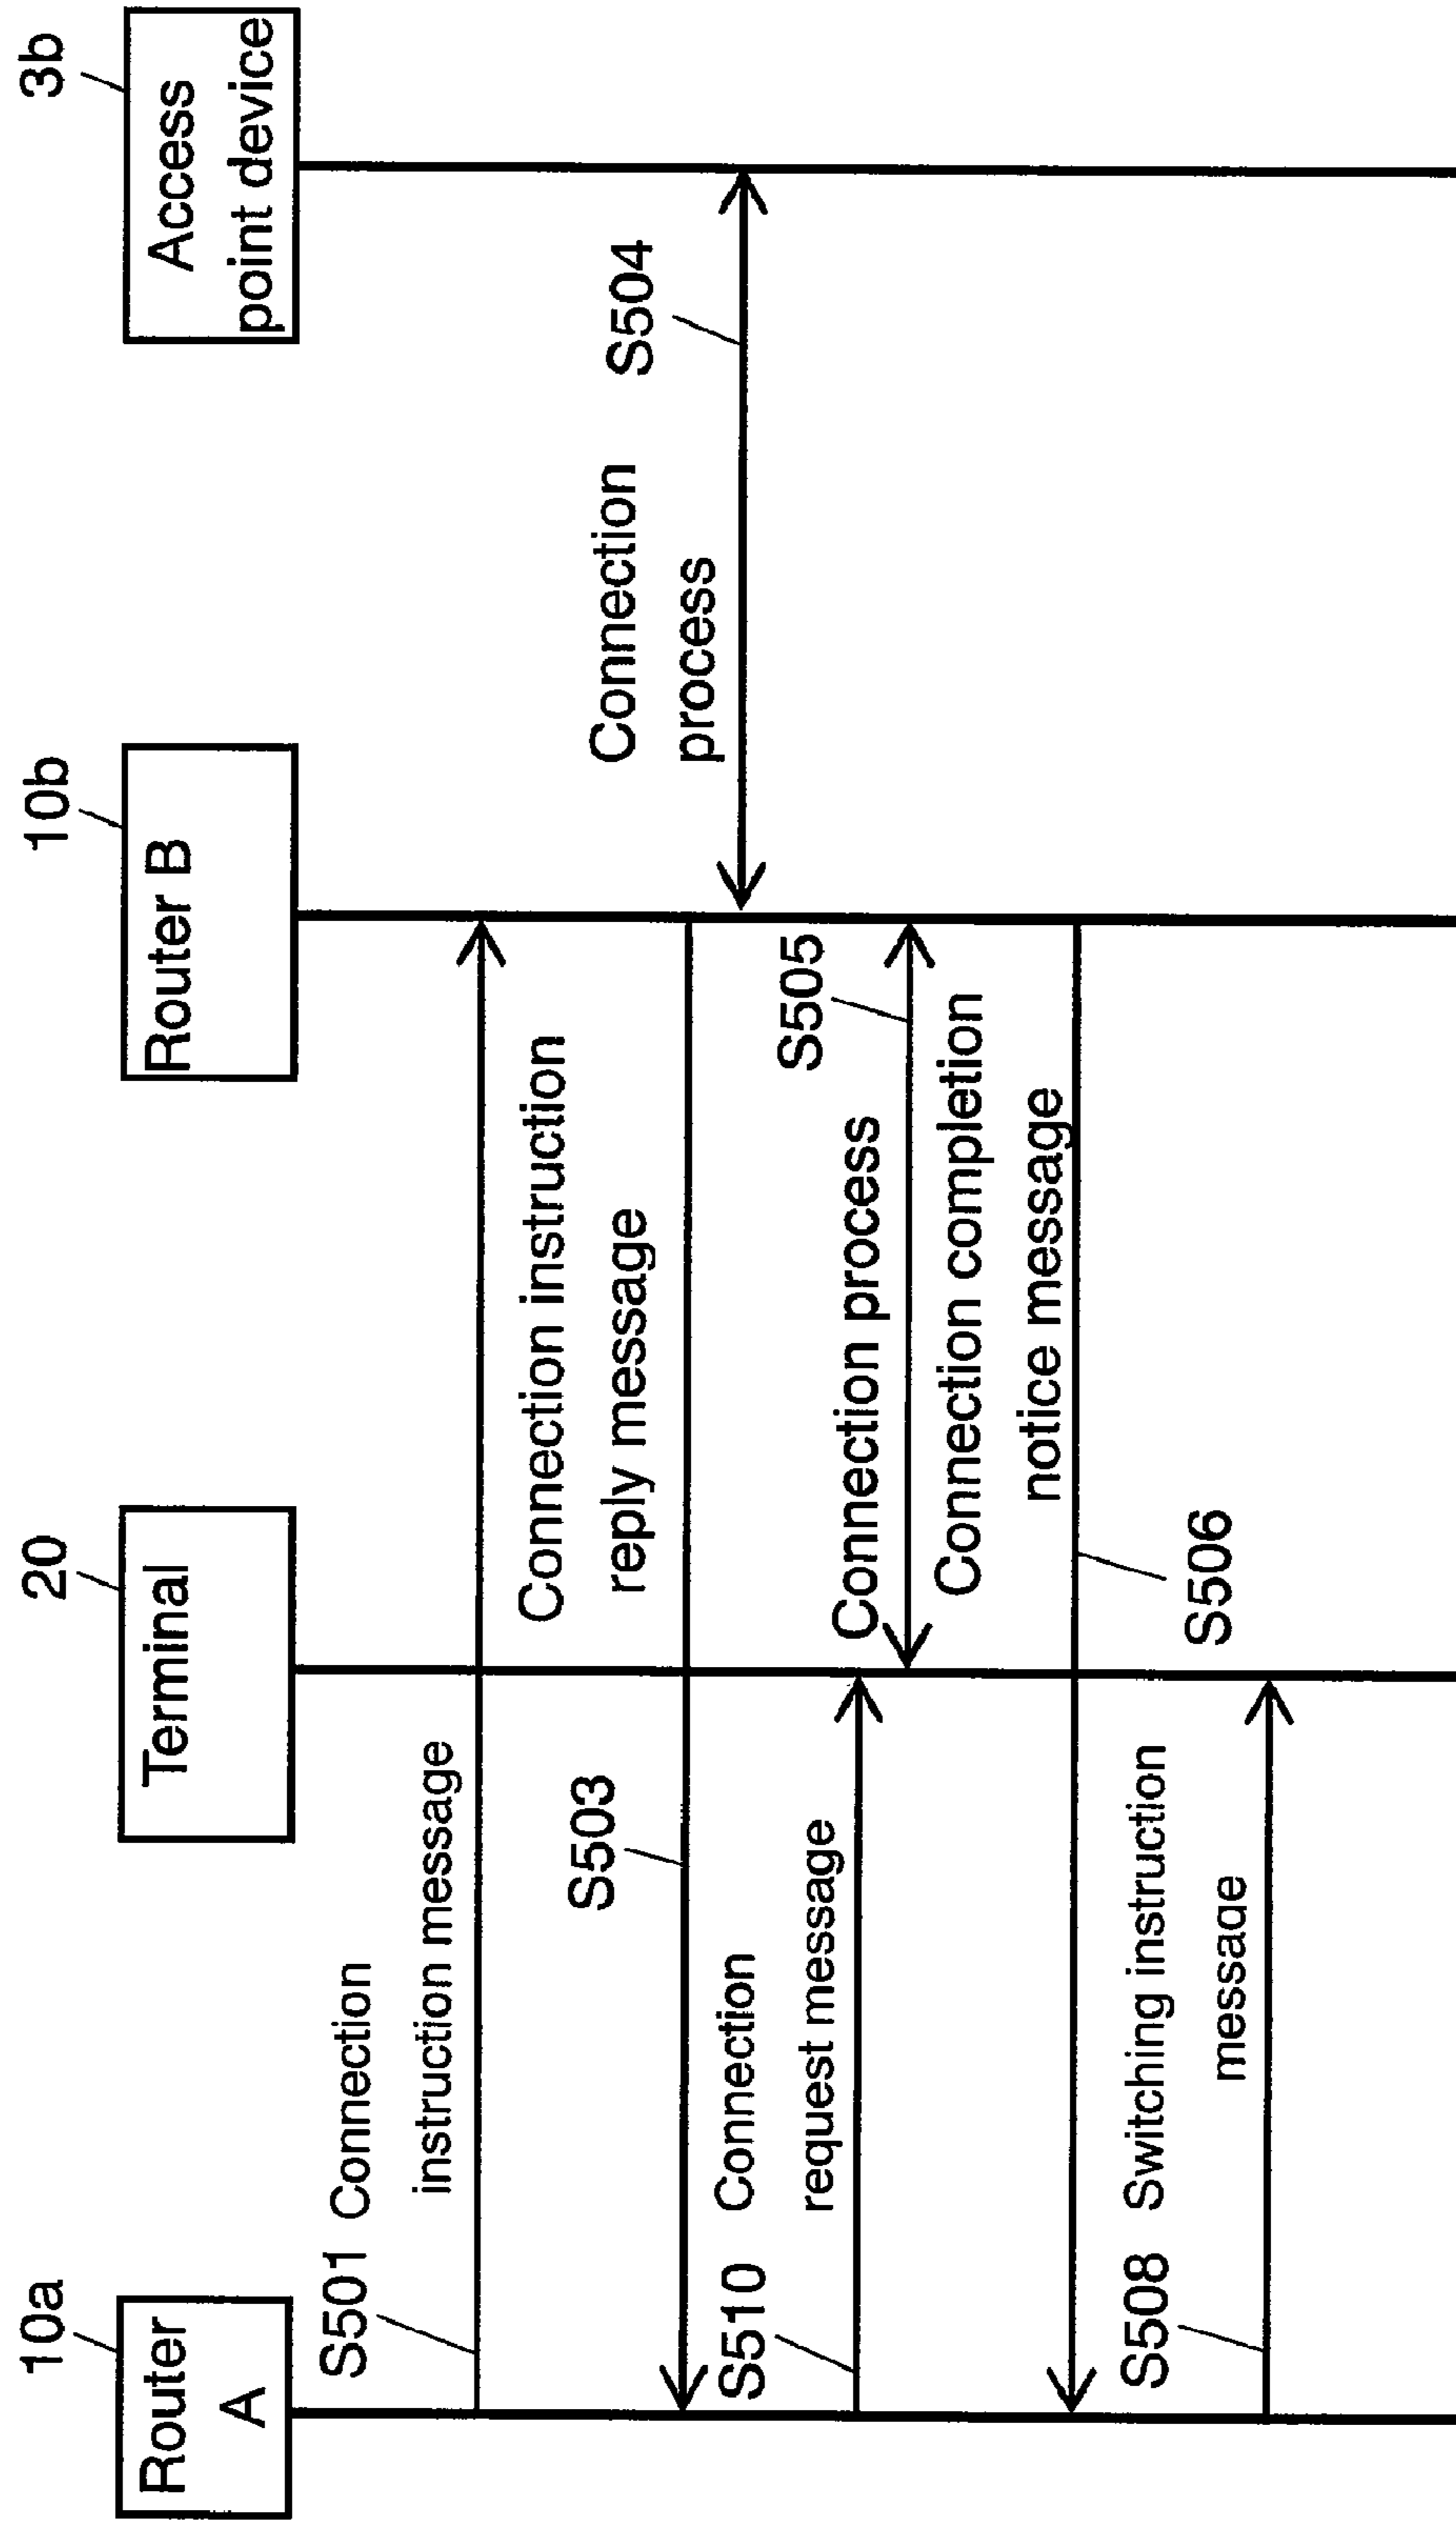 10a
20
10b
3b
Router
A
Terminal
Router B
Access
point device
S501
Connection
instruction message
Connection instruction
reply message
S503
Connection
process
S504
S510
Connection
request message
S505
Connection process
Connection completion
notice message
S506
S508
Switching instruction
message